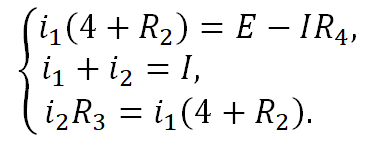 i₁(4 + R₂) = E − IR₄,
i₁ + i₂ = I,
i₂R₃ = i₁(4 + R₂).